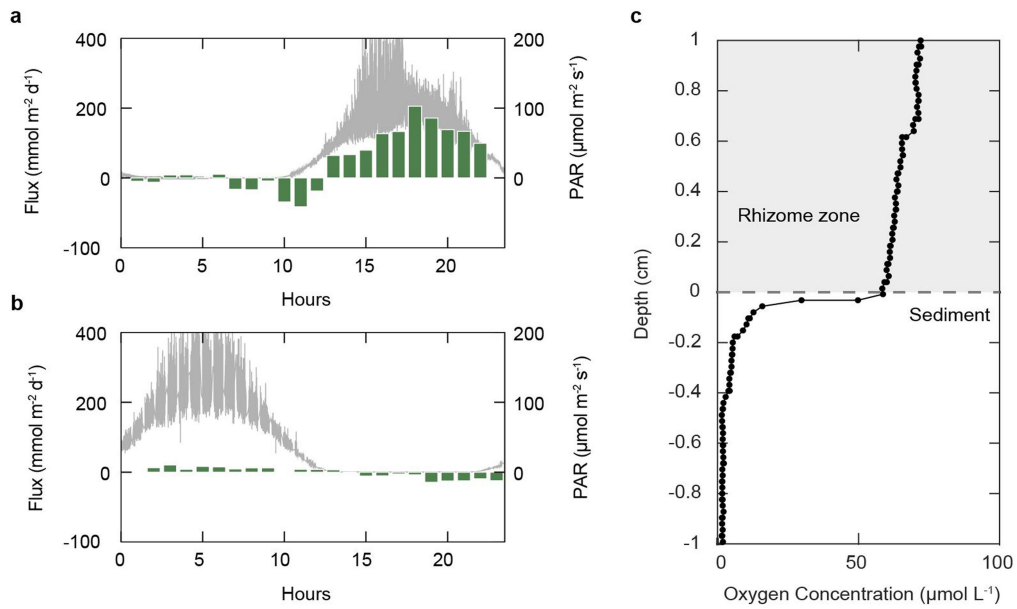 a
400
200
0
-100
Flux (mmol m⁻² d⁻¹)
200
100
0
PAR (µmol m⁻² s⁻¹)
0
5
10
15
20
Hours
b
400
200
0
-100
Flux (mmol m⁻² d⁻¹)
200
100
0
PAR (µmol m⁻² s⁻¹)
0
5
10
15
20
Hours
c
1
0.8
0.6
0.4
0.2
0
-0.2
-0.4
-0.6
-0.8
-1
Depth (cm)
Rhizome zone
Sediment
0
50
100
Oxygen Concentration (µmol L⁻¹)